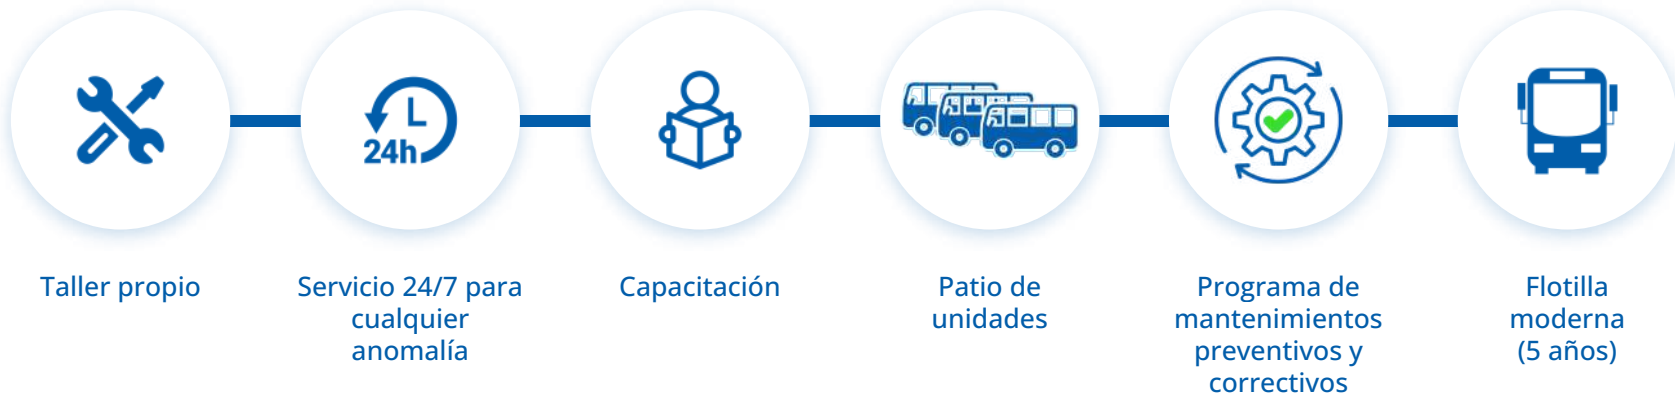 L
24h
Taller propio
Servicio 24/7 para
cualquier
anomalía
Capacitación
Patio de
unidades
Programa de
mantenimientos
preventivos y
correctivos
Flotilla
moderna
(5 años)